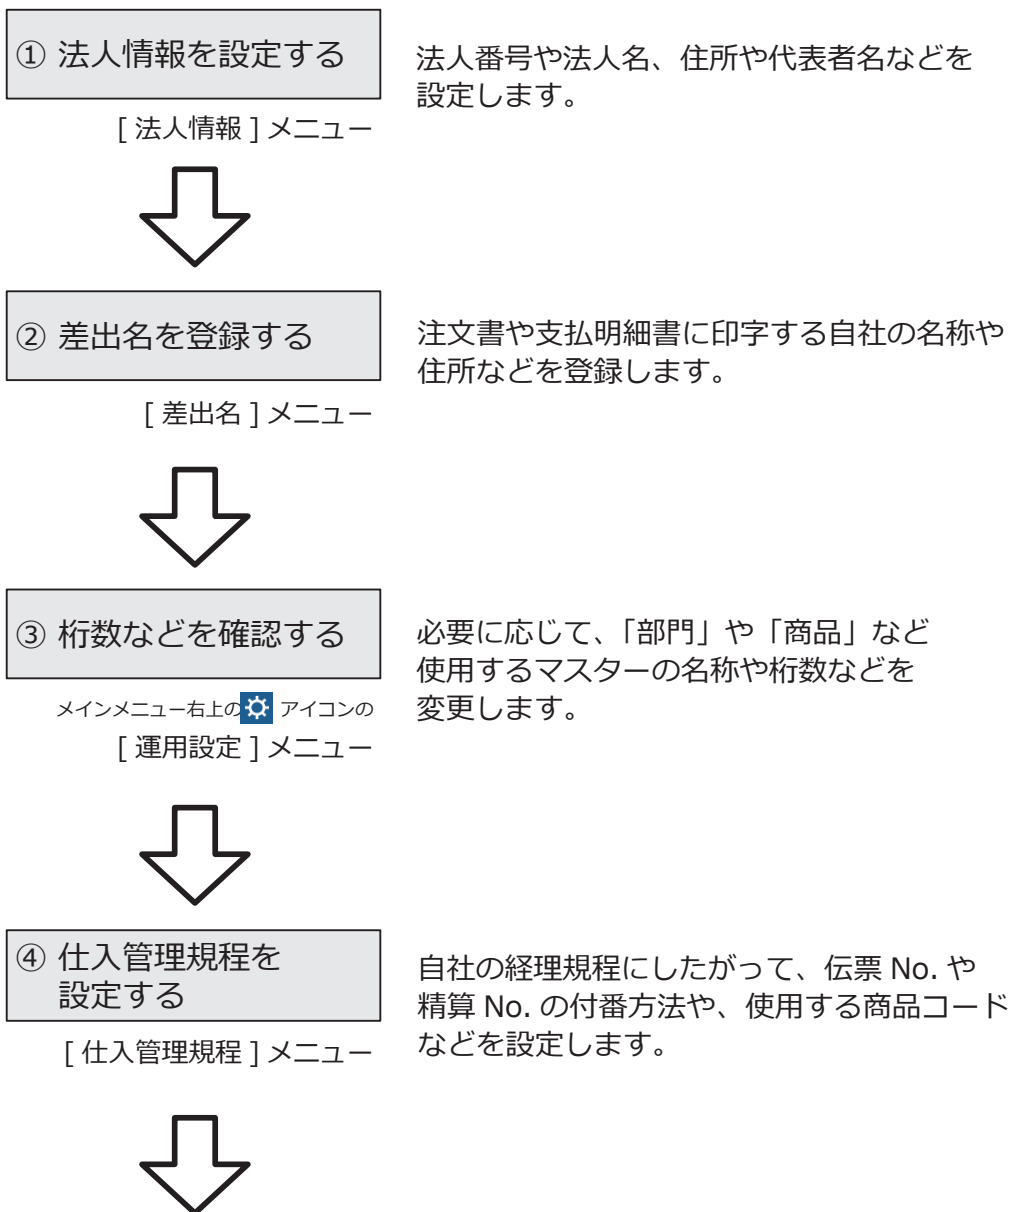 ① 法人情報を設定する
法人番号や法人名、住所や代表者名などを
設定します。
[ 法人情報 ] メニュー
② 差出名を登録する
注文書や支払明細書に印字する自社の名称や
住所などを登録します。
[ 差出名 ] メニュー
③ 桁数などを確認する
必要に応じて、「部門」や「商品」など
使用するマスターの名称や桁数などを
変更します。
メインメニュー右上の アイコンの
[ 運用設定 ] メニュー
④ 仕入管理規程を
設定する
自社の経理規程にしたがって、伝票 No. や
精算 No. の付番方法や、使用する商品コード
などを設定します。
[ 仕入管理規程 ] メニュー